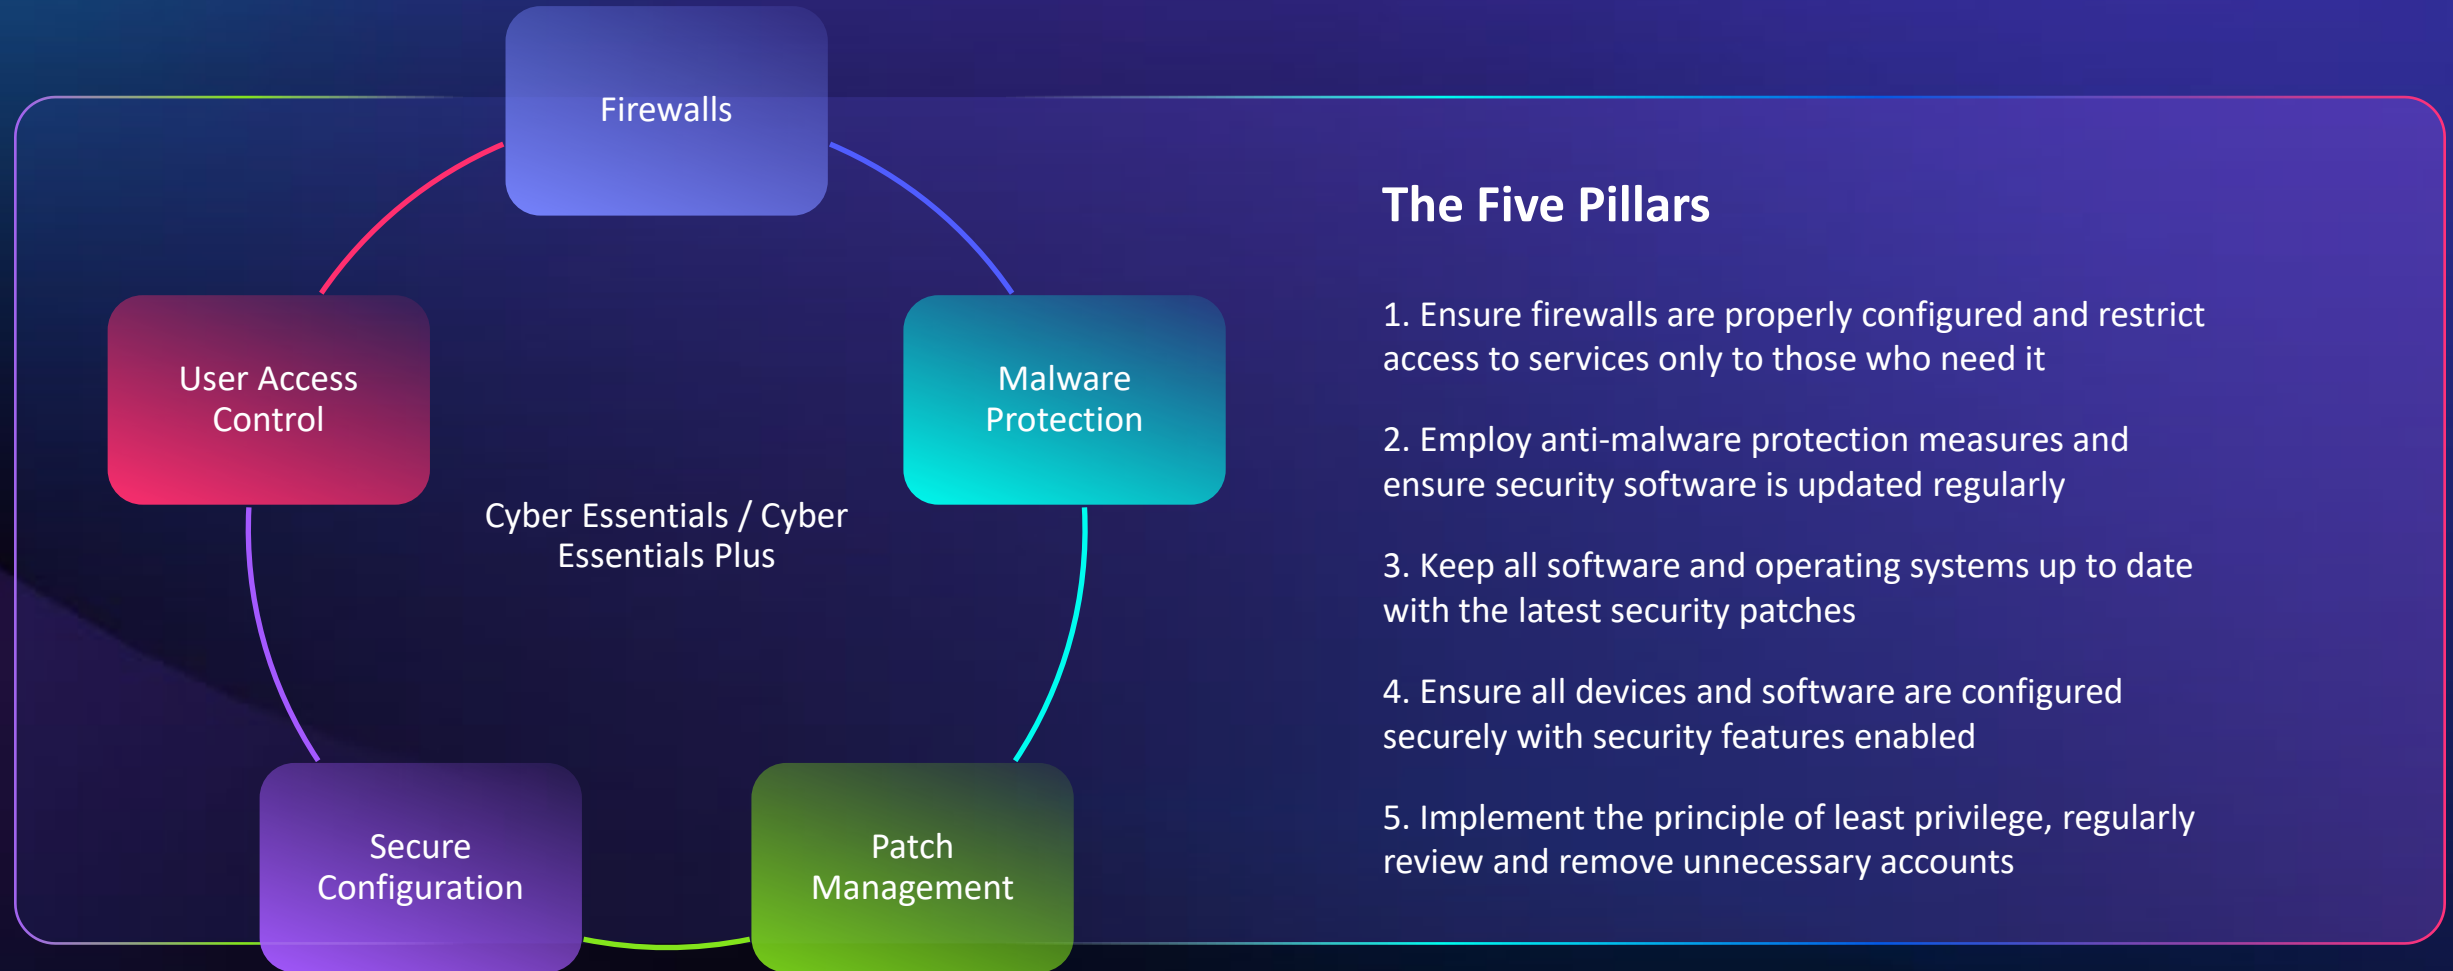 Firewalls
User Access
Control
Malware
Protection
Cyber Essentials / Cyber
Essentials Plus
Secure
Configuration
Patch
Management
The Five Pillars
1. Ensure firewalls are properly configured and restrict
access to services only to those who need it
2. Employ anti-malware protection measures and
ensure security software is updated regularly
3. Keep all software and operating systems up to date
with the latest security patches
4. Ensure all devices and software are configured
securely with security features enabled
5. Implement the principle of least privilege, regularly
review and remove unnecessary accounts